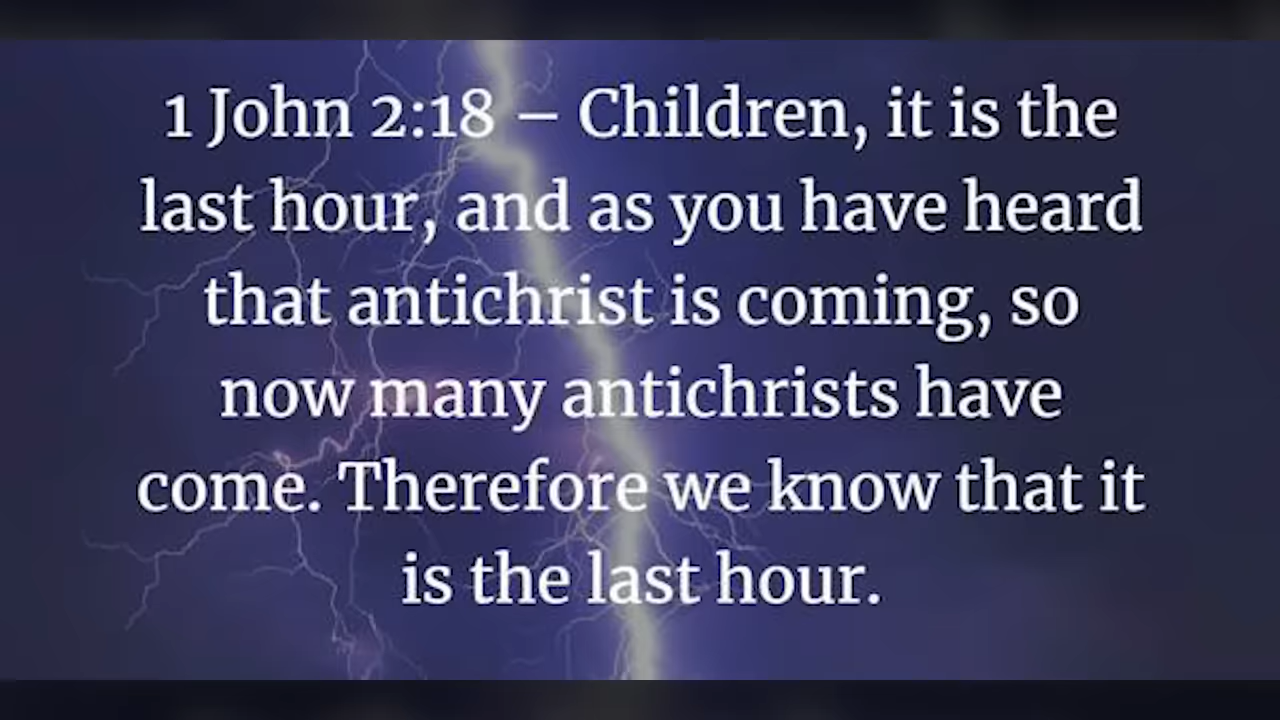 1 John 2:18 – Children, it is the
last hour, and as you have heard
that antichrist is coming, so
now many antichrists have
come. Therefore we know that it
is the last hour.